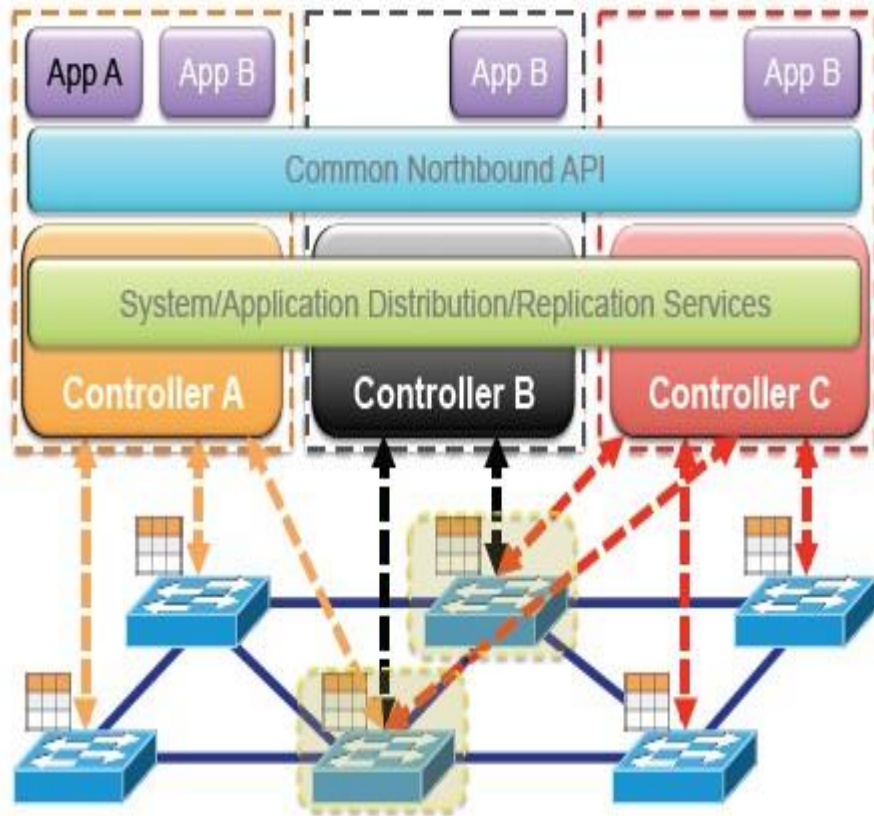 App A
App B
App B
App B
Common Northbound API
System/Application Distribution/Replication Services
Controller A
Controller B
Controller C